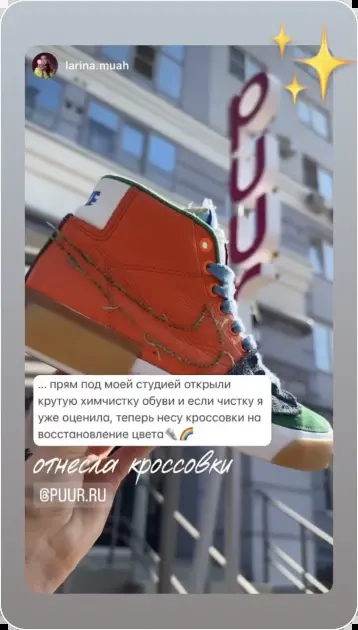 larina.muah
PUUR
E
... прям под моей студией открыли
крутую химчистку обуви и если чистку я
уже оценила, теперь несу кроссовки на
восстановление цвета👟🌈
отнесла кроссовки
@PUUR.RU